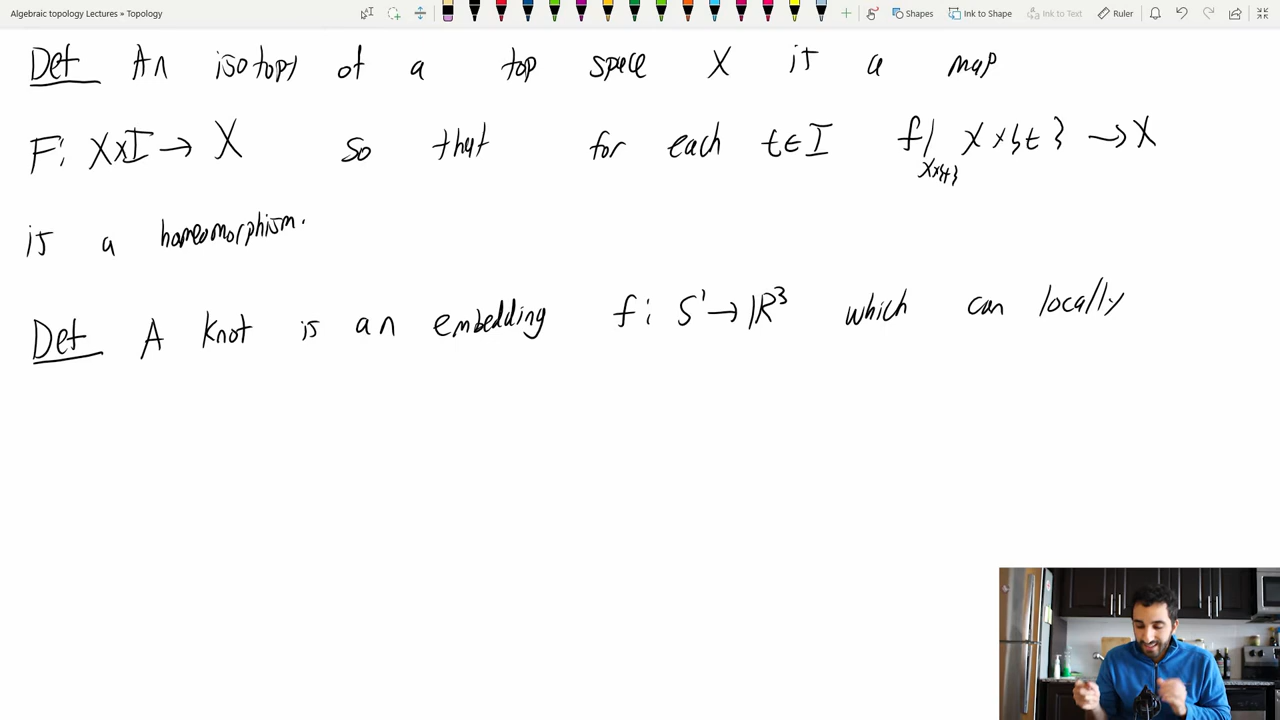 Algebraic topology Lectures » Topology
Shapes Ink to Shape Ink to Text Ruler
Def An isotopy of a top space X is a map
F: X×I → X so that for each t∈I f|X×{t} X×{t} → X
is a homeomorphism.
Def A knot is an embedding f: S¹ → ℝ³ which can locally